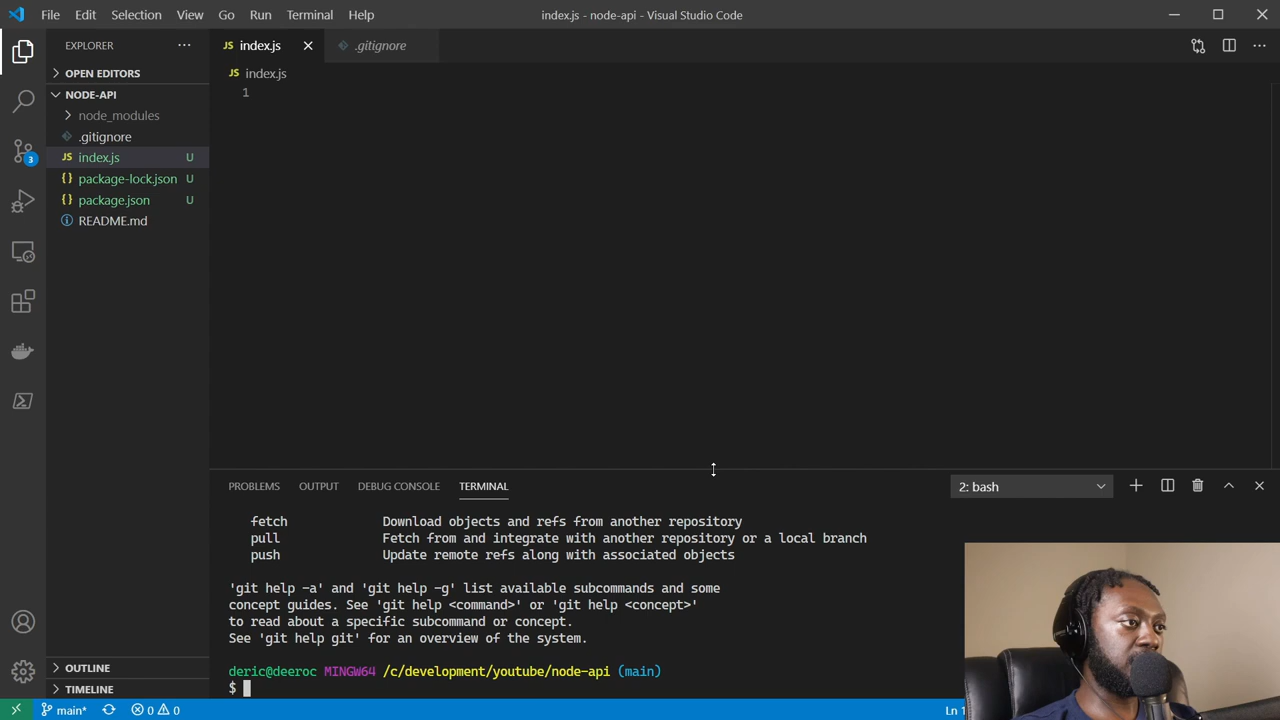 File Edit Selection View Go Run Terminal Help index.js - node-api - Visual Studio Code
EXPLORER
OPEN EDITORS
NODE-API
node_modules
.gitignore
JS index.js U
{} package-lock.json U
{} package.json U
README.md
OUTLINE
TIMELINE
3
JS index.js
.gitignore
JS index.js
1
PROBLEMS OUTPUT DEBUG CONSOLE TERMINAL
2: bash
fetch Download objects and refs from another repository
pull Fetch from and integrate with another repository or a local branch
push Update remote refs along with associated objects
'git help -a' and 'git help -g' list available subcommands and some
concept guides. See 'git help <command>' or 'git help <concept>'
to read about a specific subcommand or concept.
See 'git help git' for an overview of the system.
deric@deeroc MINGW64 /c/development/youtube/node-api (main)
$
main* 0 0 Ln 1